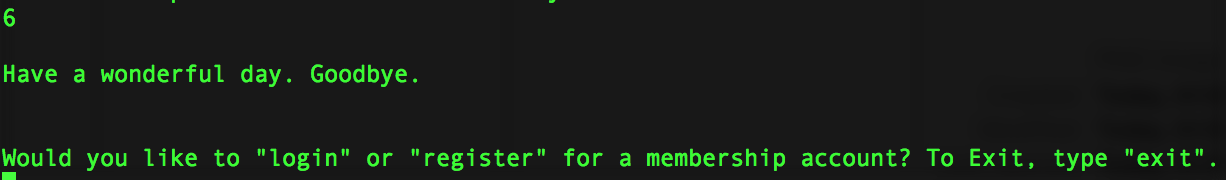 6
Have a wonderful day. Goodbye.
Would you like to "login" or "register" for a membership account? To Exit, type "exit".